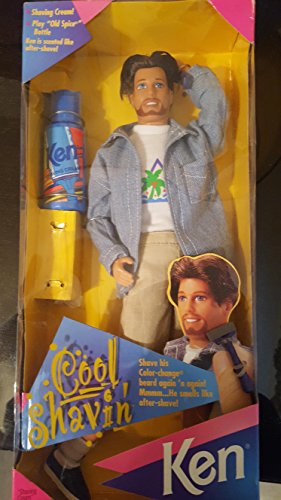 Shaving Cream!
Play "Old Spice"
Bottle
Ken is scented like
after-shave!
Ken
Cool
Shavin'
Shave his
Color-change
beard again 'n again!
Mmmm...He smells like
after-shave!
Ken